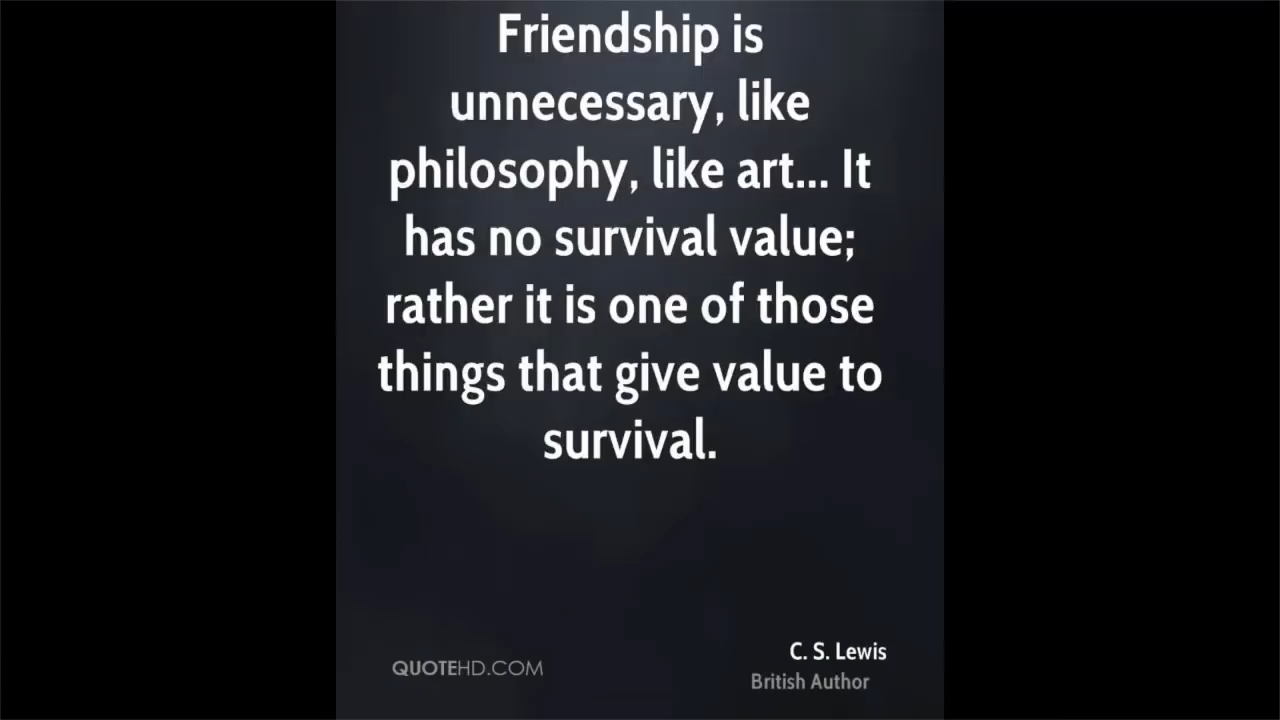 Friendship is
unnecessary, like
philosophy, like art... It
has no survival value;
rather it is one of those
things that give value to
survival.
C. S. Lewis
QUOTEHD.COM
British Author